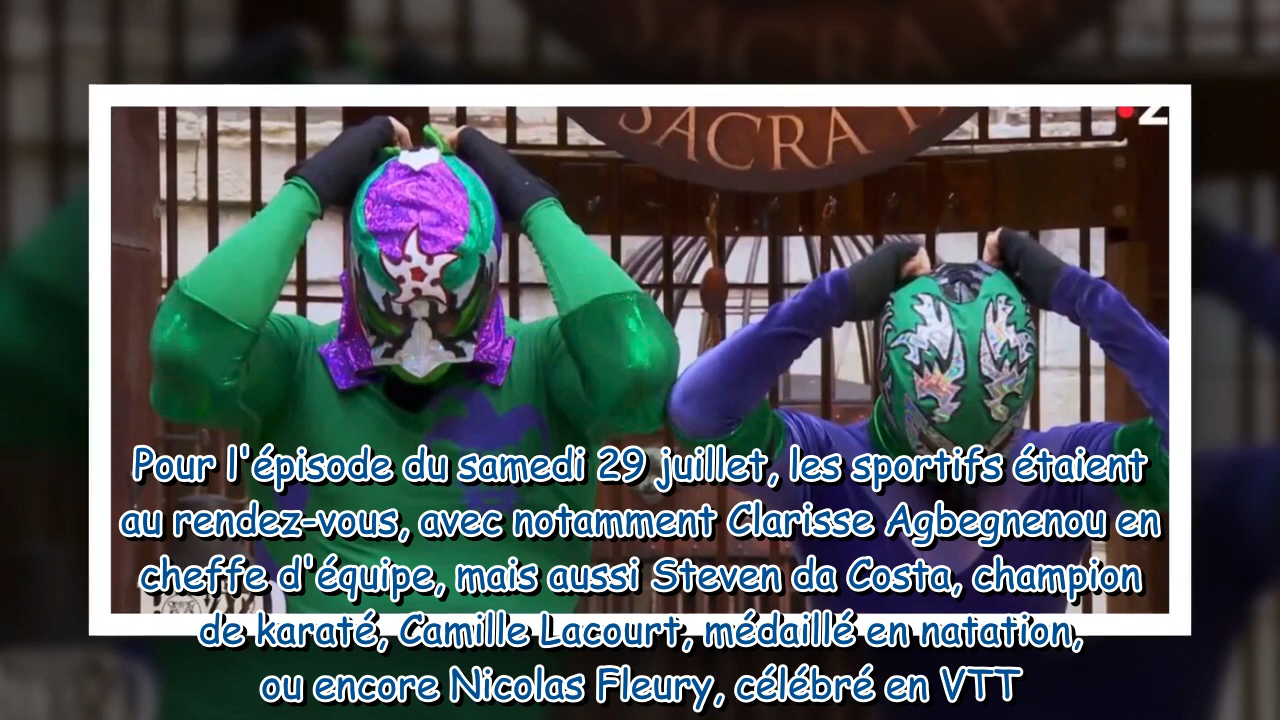 2
SACRA
Pour l'épisode du samedi 29 juillet, les sportifs étaient
au rendez-vous, avec notamment Clarisse Agbegnenou en
cheffe d'équipe, mais aussi Steven da Costa, champion
de karaté, Camille Lacourt, médaillé en natation,
ou encore Nicolas Fleury, célébré en VTT